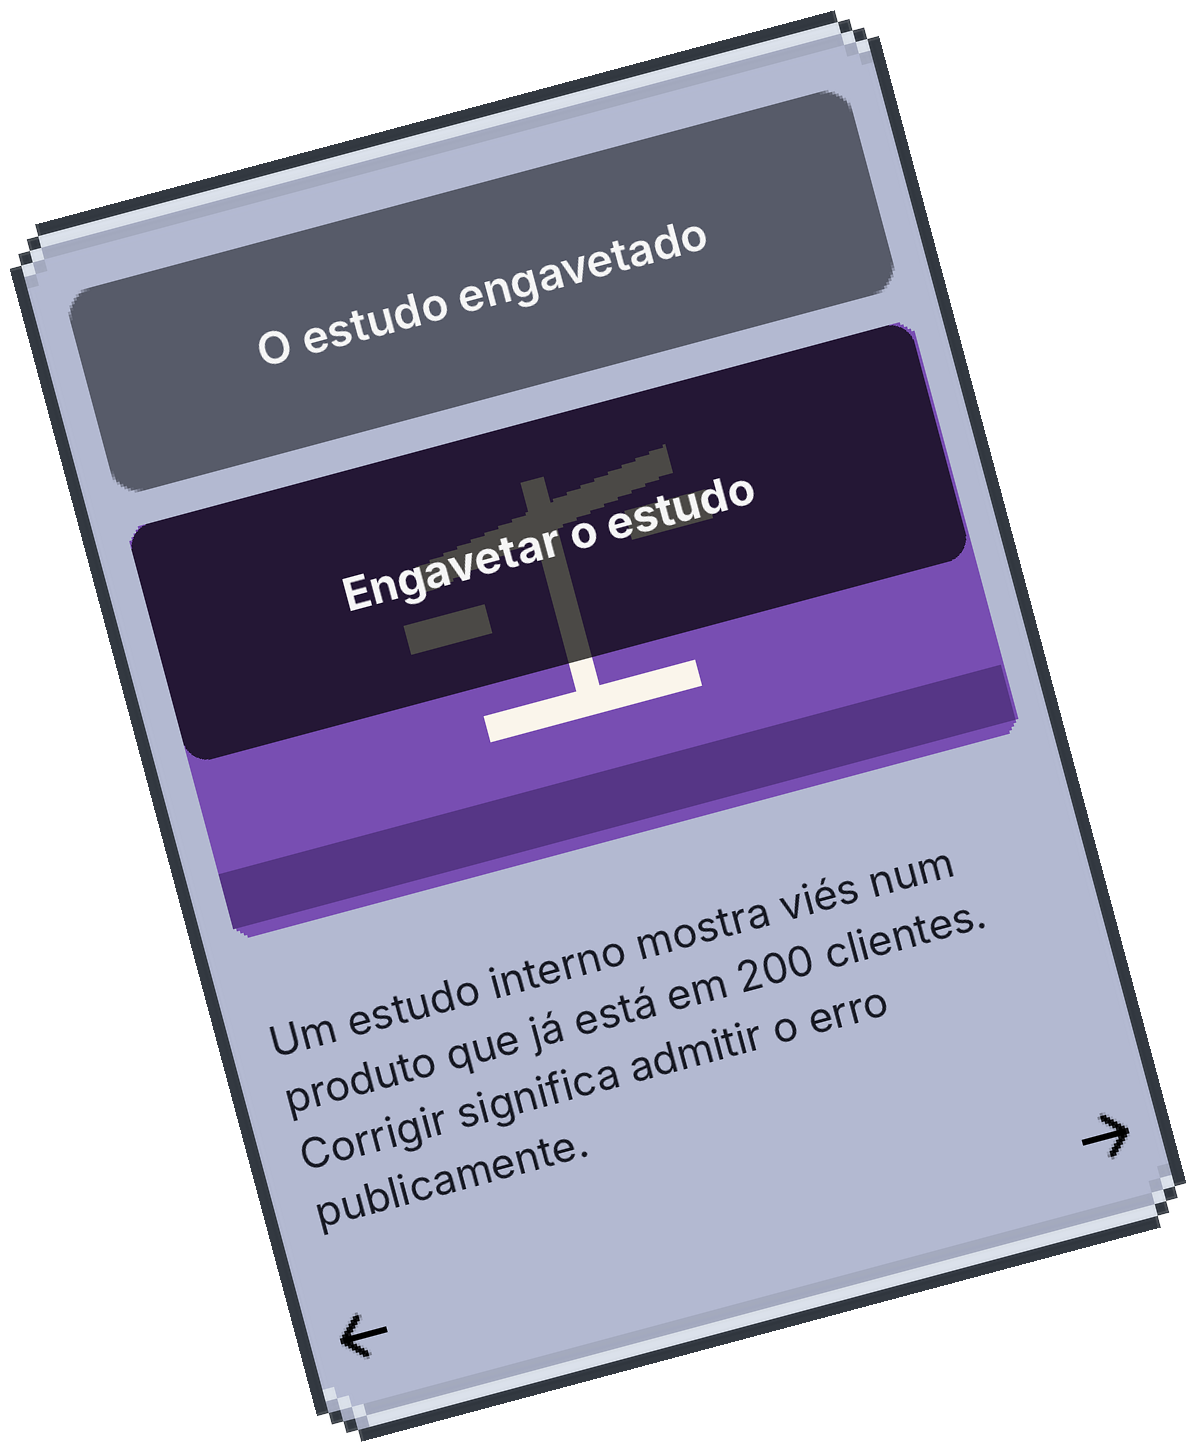 O estudo engavetado
Engavetar o estudo
Um estudo interno mostra viés num
produto que já está em 200 clientes.
Corrigir significa admitir o erro
publicamente.